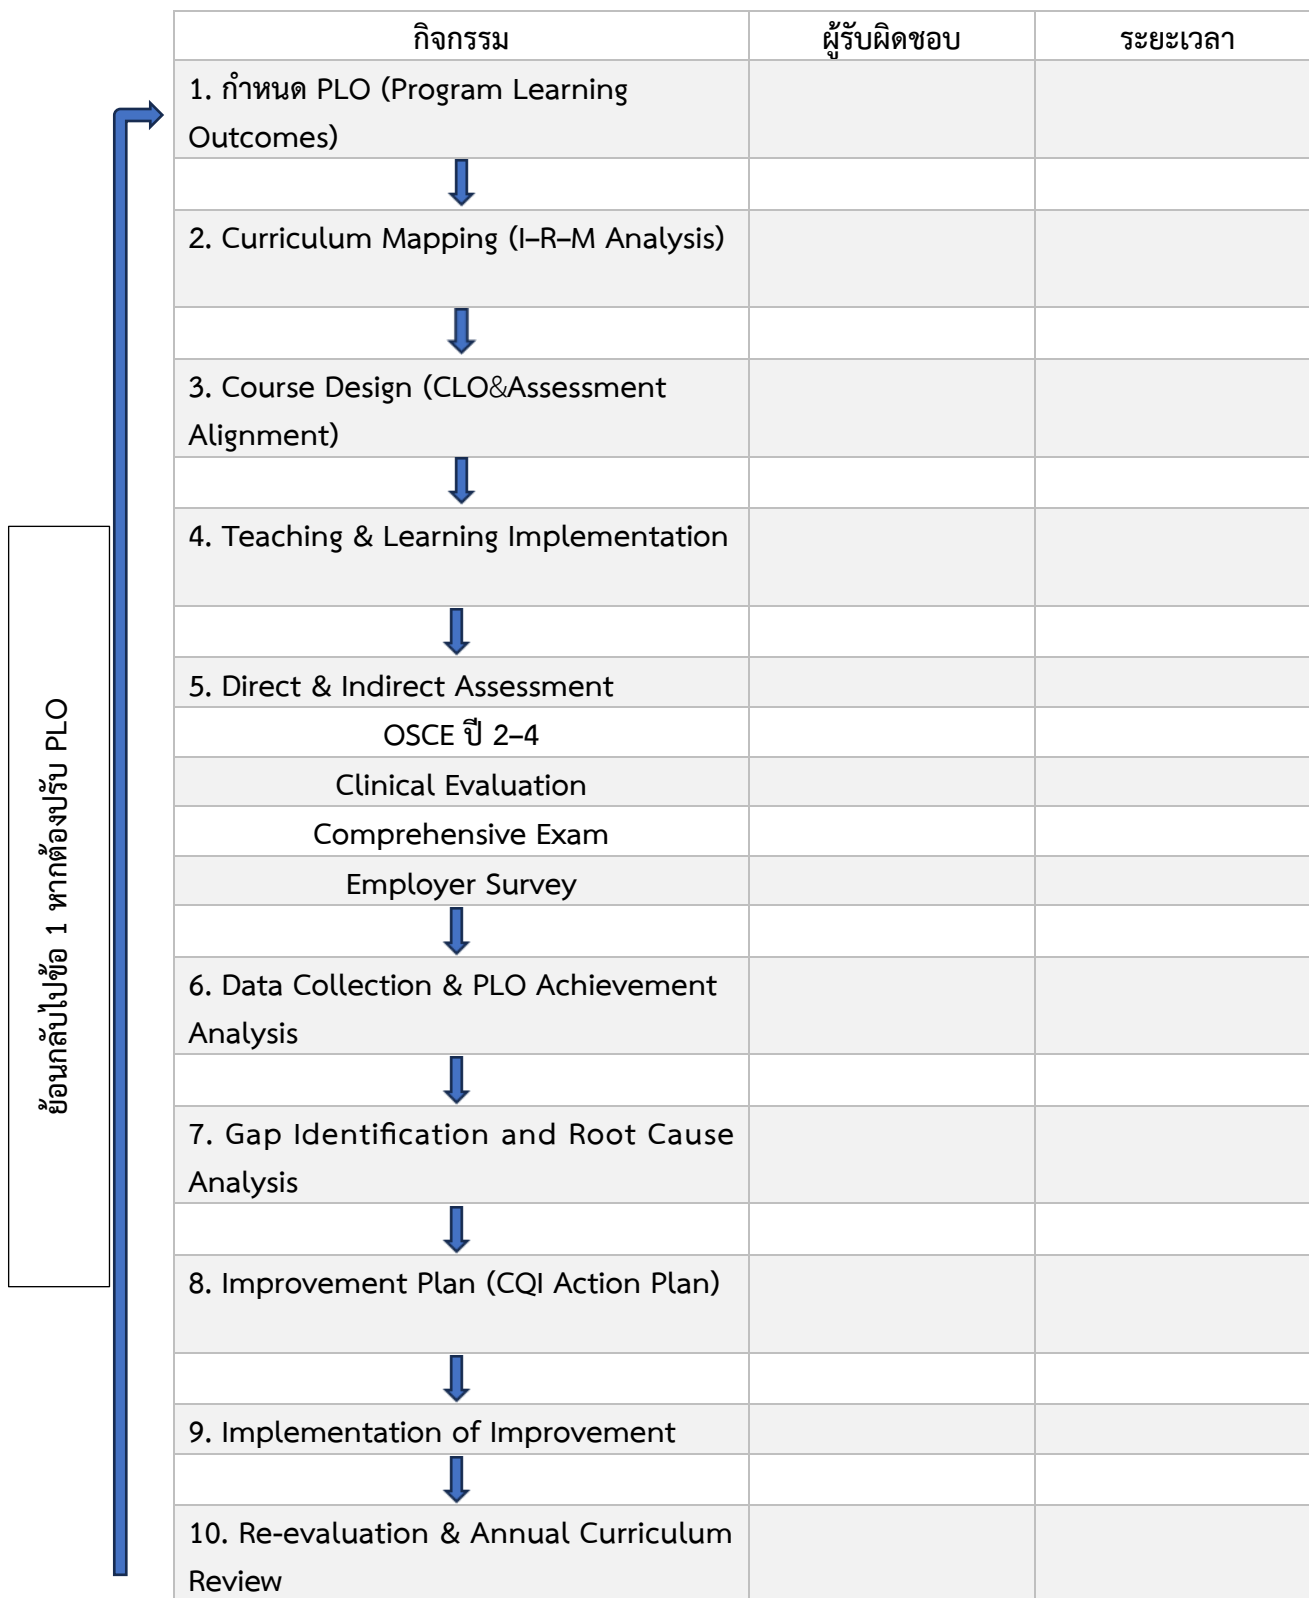 กิจกรรม ผู้รับผิดชอบ ระยะเวลา
1. กำหนด PLO (Program Learning
Outcomes)
2. Curriculum Mapping (I–R–M Analysis)
3. Course Design (CLO&Assessment
Alignment)
4. Teaching & Learning Implementation
5. Direct & Indirect Assessment
OSCE ปี 2–4
Clinical Evaluation
Comprehensive Exam
Employer Survey
6. Data Collection & PLO Achievement
Analysis
7. Gap Identification and Root Cause
Analysis
8. Improvement Plan (CQI Action Plan)
9. Implementation of Improvement
10. Re-evaluation & Annual Curriculum
Review
ย้อนกลับไปข้อ 1 หากต้องปรับ PLO